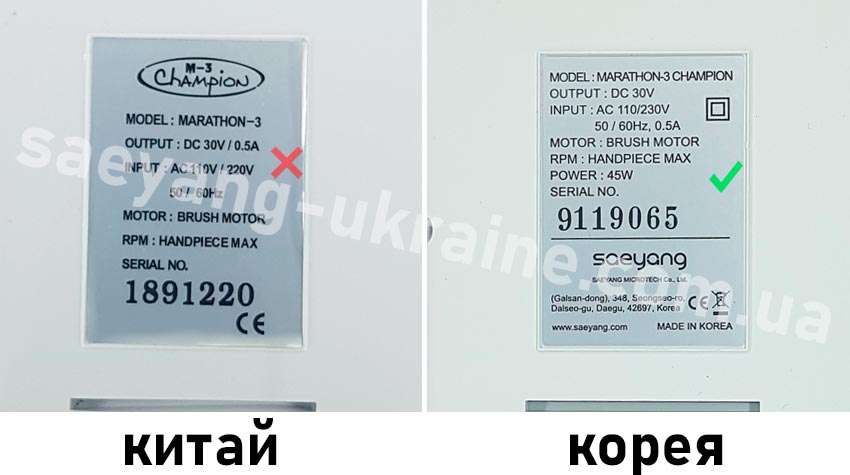 M-3
Champion
MODEL : MARATHON-3
OUTPUT : DC 30V / 0.5A
INPUT : AC 110V / 220V
50 / 60Hz
MOTOR : BRUSH MOTOR
RPM : HANDPIECE MAX
SERIAL NO.
1891220
CE
китай
MODEL : MARATHON-3 CHAMPION
OUTPUT : DC 30V
INPUT : AC 110/230V
50 / 60Hz, 0.5A
MOTOR : BRUSH MOTOR
RPM : HANDPIECE MAX
POWER : 45W
SERIAL NO.
9119065
saeyang
SAEYANG MICROTECH Co., Ltd.
(Galsan-dong), 348, Seongseo-ro,
Dalseo-gu, Daegu, 42697, Korea
CE
www.saeyang.com MADE IN KOREA
корея
saeyang-ukraine.com.ua